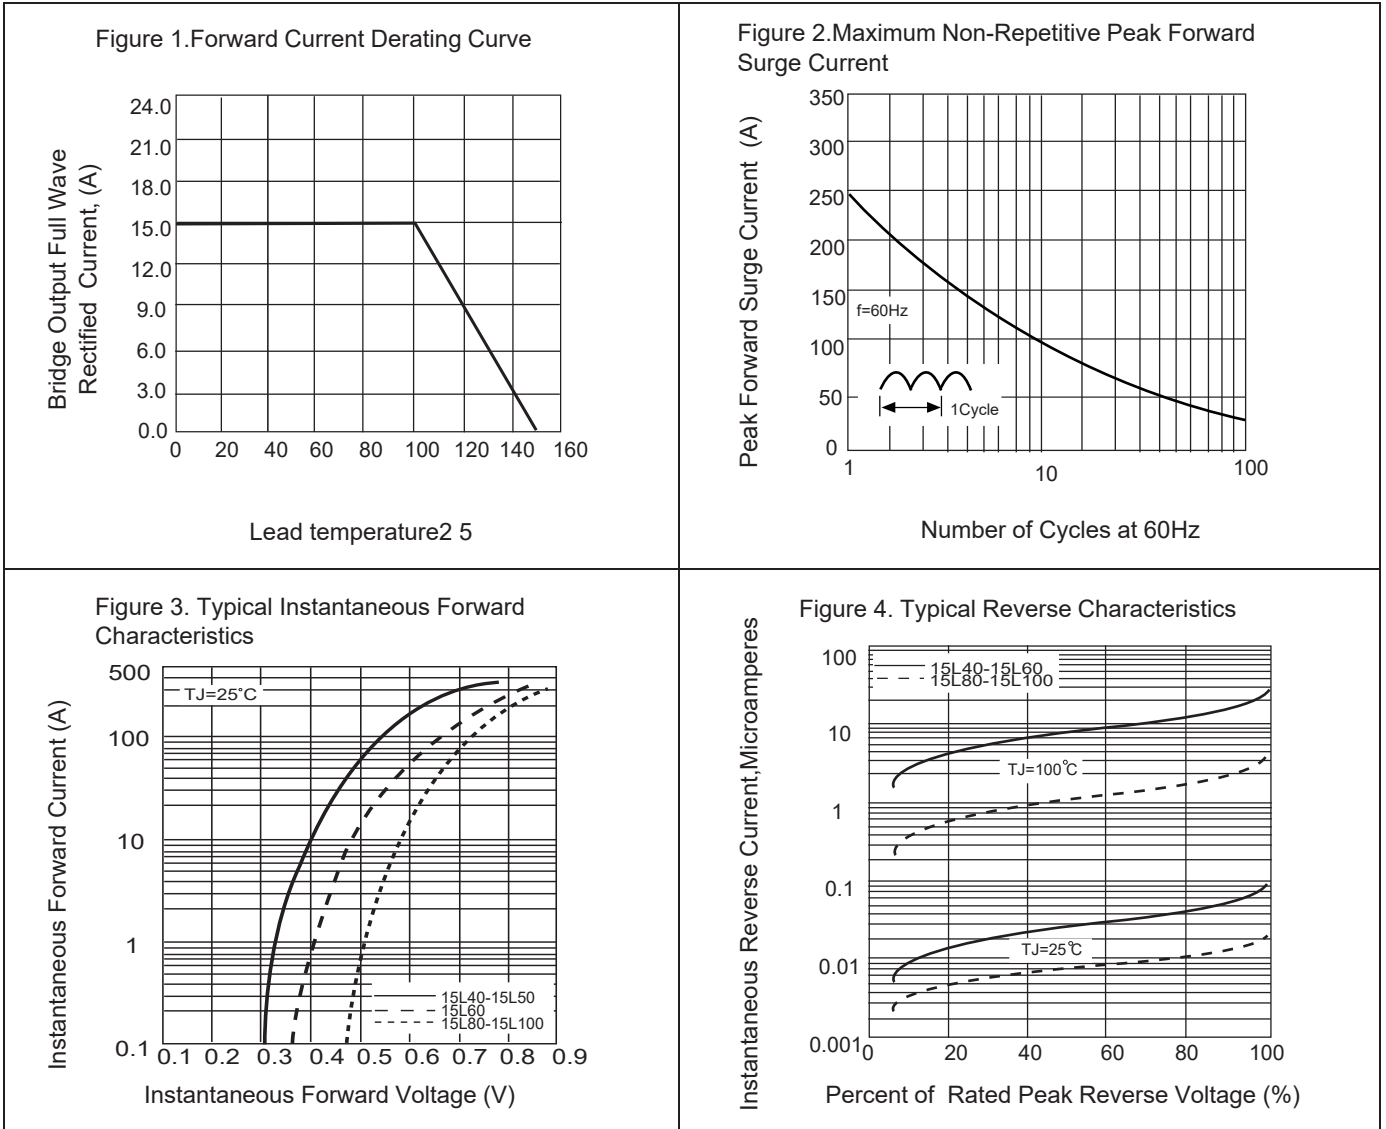 Figure 1.Forward Current Derating Curve
Bridge Output Full Wave
Rectified Current, (A)
24.0
21.0
18.0
15.0
12.0
9.0
6.0
3.0
0.0
0 20 40 60 80 100 120 140 160
Lead temperature2 5
Figure 2.Maximum Non-Repetitive Peak Forward
Surge Current
Peak Forward Surge Current (A)
350
300
250
200
150
100
50
0
f=60Hz
1Cycle
1 10 100
Number of Cycles at 60Hz
Figure 3. Typical Instantaneous Forward
Characteristics
Instantaneous Forward Current (A)
500
100
10
1
0.1
TJ=25°C
15L40-15L50
15L60
15L80-15L100
0.1 0.2 0.3 0.4 0.5 0.6 0.7 0.8 0.9
Instantaneous Forward Voltage (V)
Figure 4. Typical Reverse Characteristics
Instantaneous Reverse Current,Microamperes
100
10
1
0.1
0.01
0.001
15L40-15L60
15L80-15L100
TJ=100°C
TJ=25°C
0 20 40 60 80 100
Percent of Rated Peak Reverse Voltage (%)